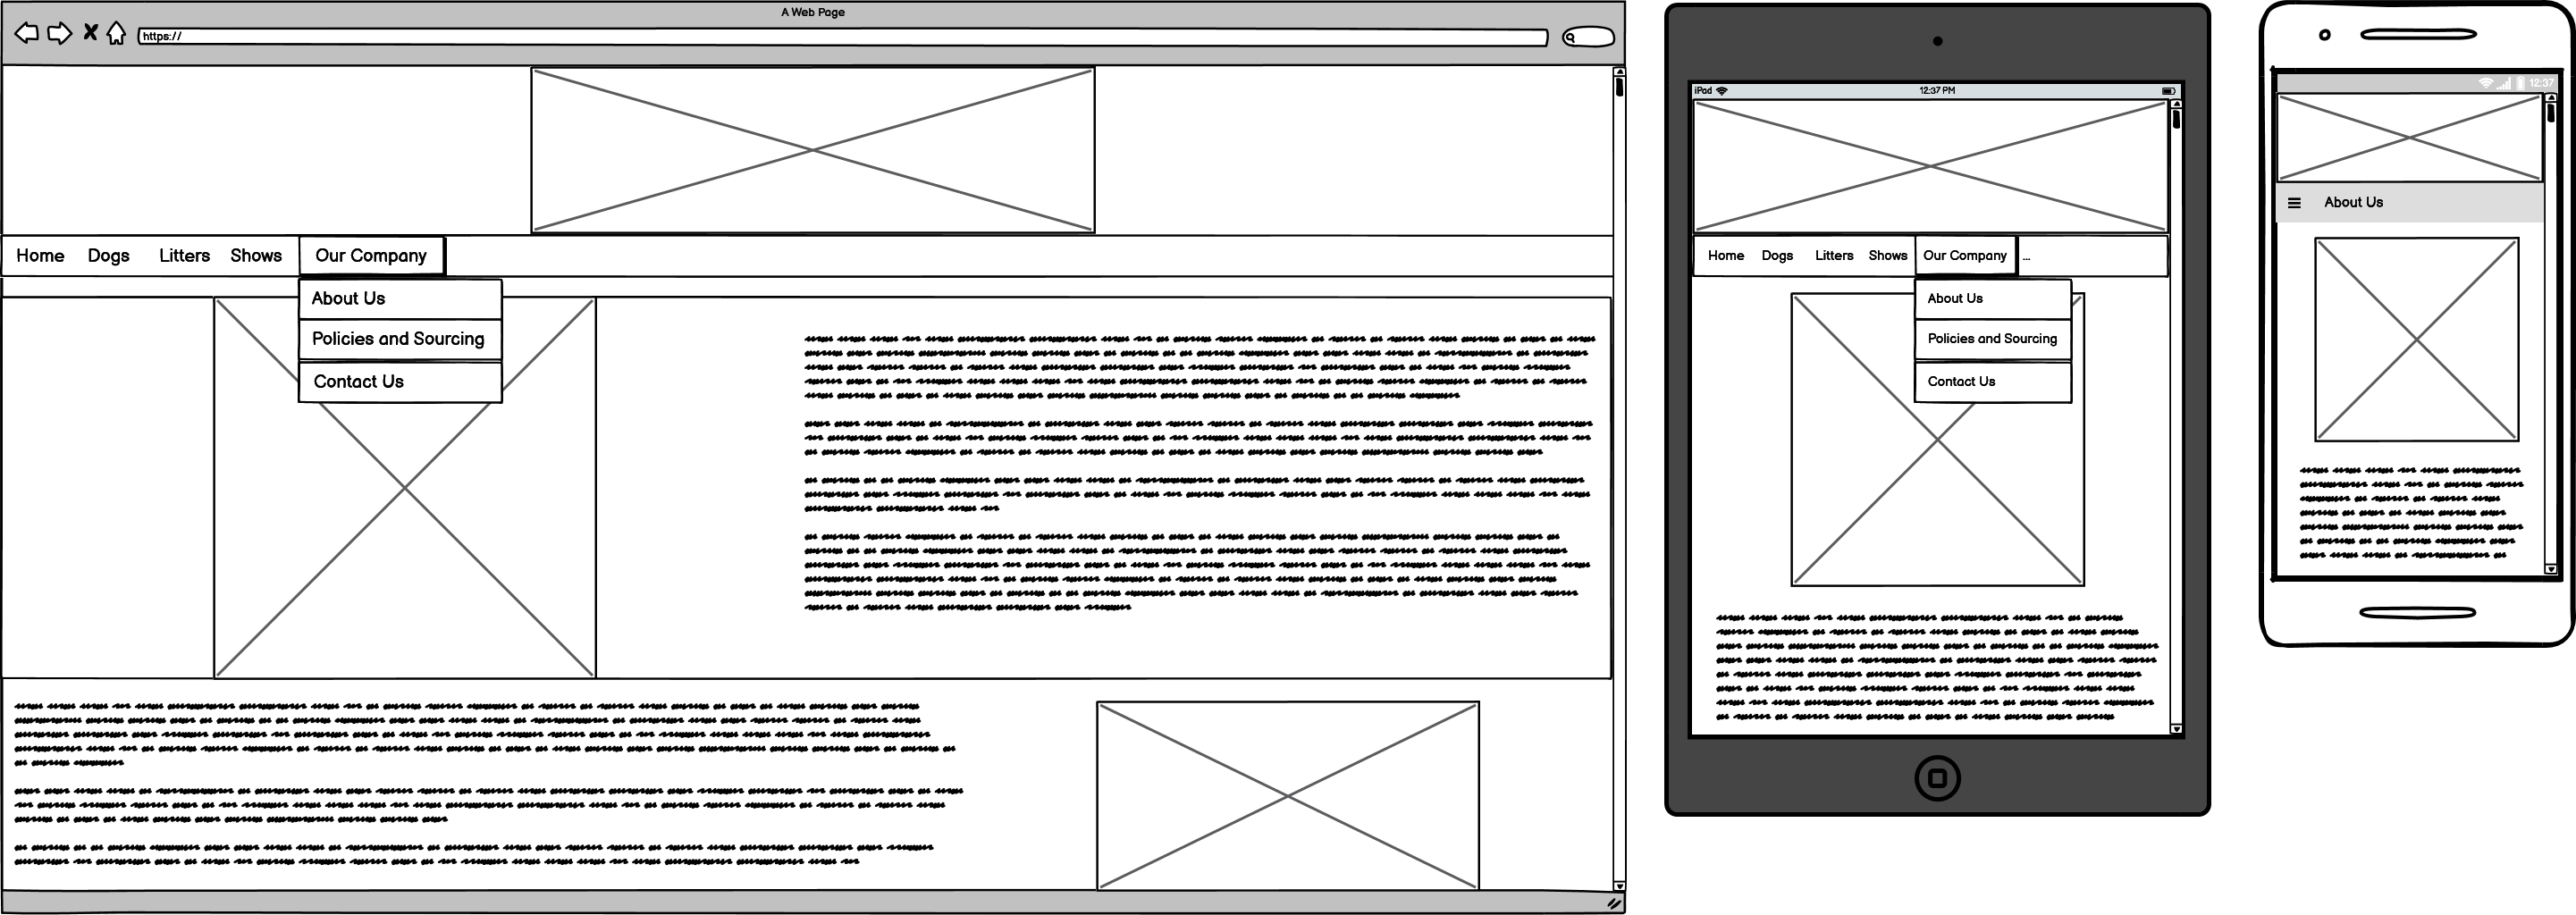 A Web Page
https://
Home Dogs Litters Shows Our Company
About Us
Policies and Sourcing
Contact Us
iPad 12:37 PM
Home Dogs Litters Shows Our Company ...
About Us
Policies and Sourcing
Contact Us
12:37
About Us